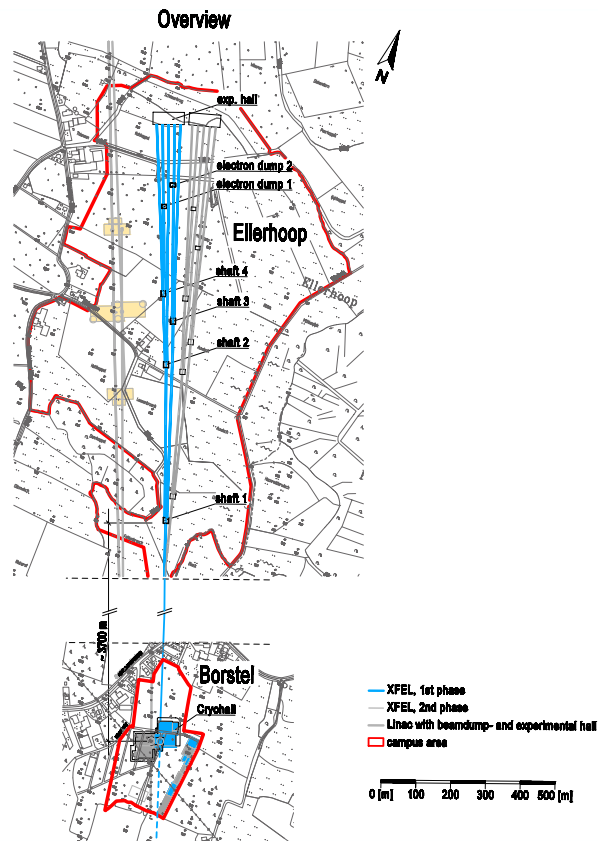 Overview
N
exp. hall
electron dump 2
electron dump 1
Ellerhoop
shaft 4
Ellerhoop
shaft 3
shaft 2
shaft 1
~ 3700 m
Borstel
Cryohall
XFEL, 1st phase
XFEL, 2nd phase
Linac with beamdump- and experimental hall
campus area
0 [m] 100 200 300 400 500 [m]